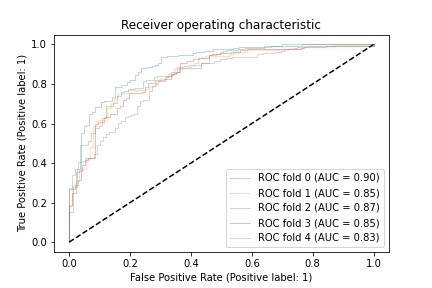 Receiver operating characteristic
True Positive Rate (Positive label: 1)
1.0
0.8
0.6
0.4
0.2
0.0
ROC fold 0 (AUC = 0.90)
ROC fold 1 (AUC = 0.85)
ROC fold 2 (AUC = 0.87)
ROC fold 3 (AUC = 0.85)
ROC fold 4 (AUC = 0.83)
0.0 0.2 0.4 0.6 0.8 1.0
False Positive Rate (Positive label: 1)